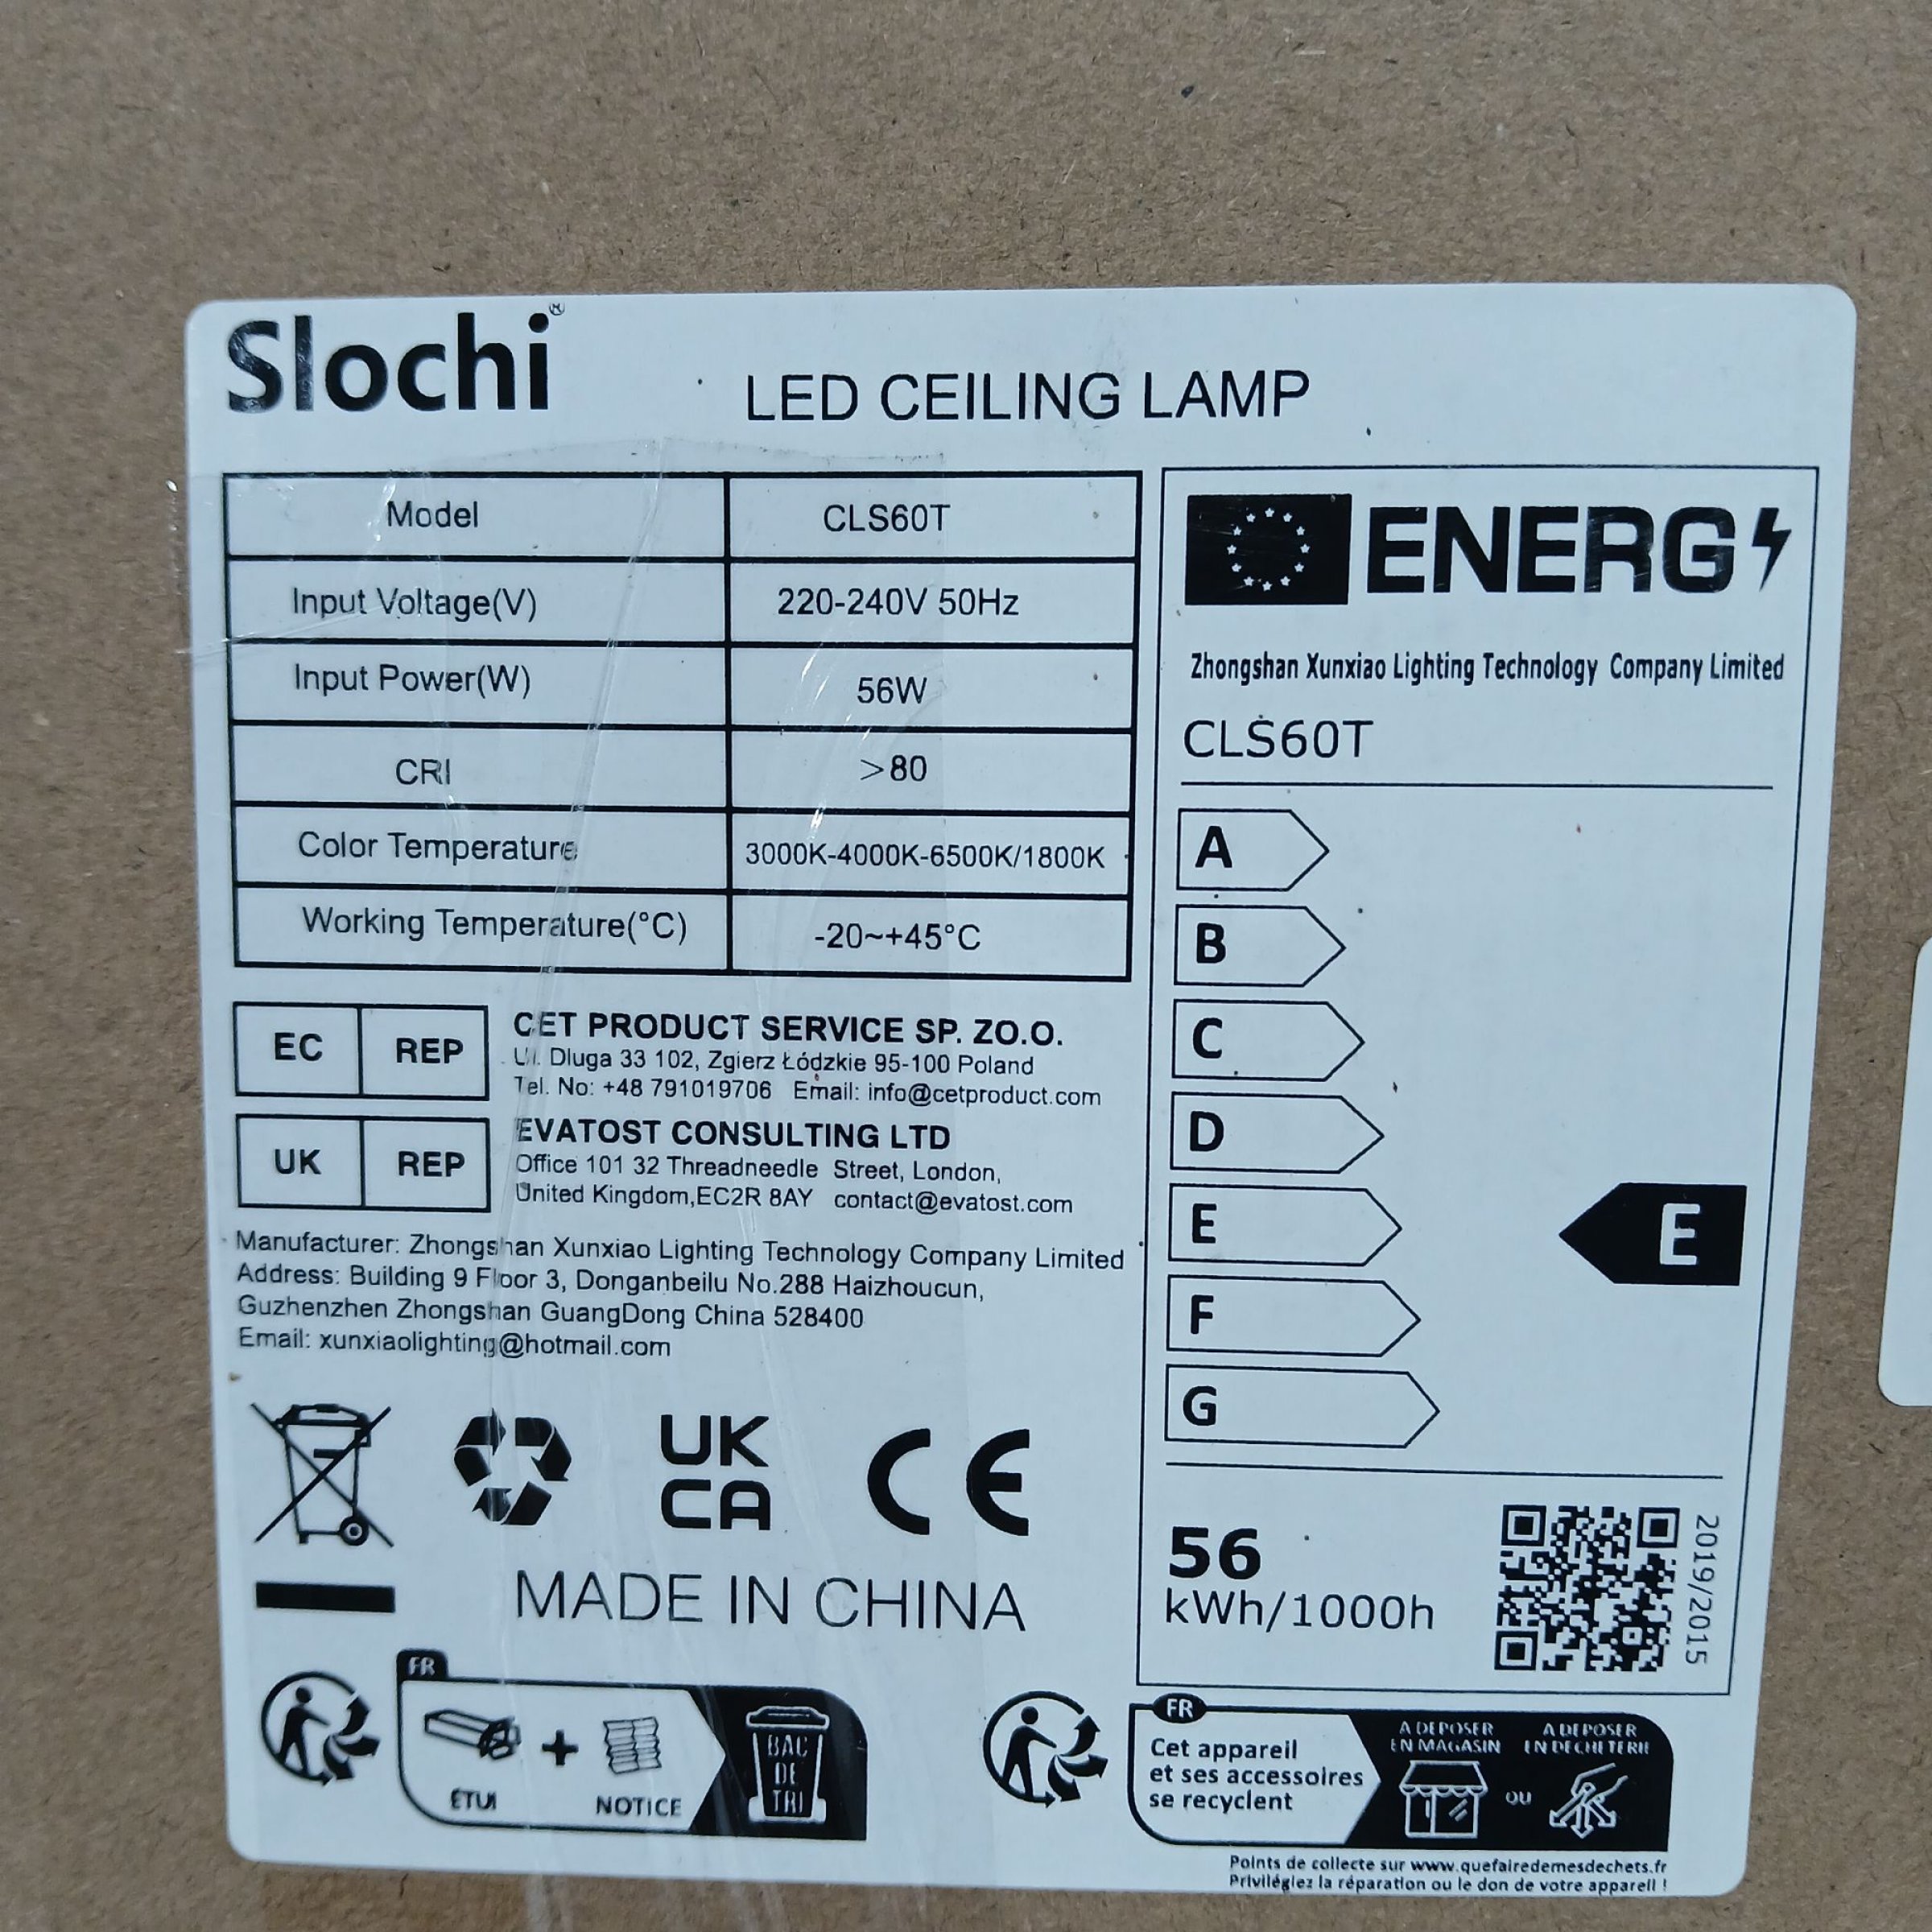 Slochi®
LED CEILING LAMP
Model CLS60T
Input Voltage(V) 220-240V 50Hz
Input Power(W) 56W
CRI >80
Color Temperature 3000K-4000K-6500K/1800K
Working Temperature(°C) -20~+45°C
EC REP
CET PRODUCT SERVICE SP. ZO.O.
Ul. Dluga 33 102, Zgierz Łódzkie 95-100 Poland
Tel. No: +48 791019706 Email: info@cetproduct.com
UK REP
EVATOST CONSULTING LTD
Office 101 32 Threadneedle Street, London,
United Kingdom,EC2R 8AY contact@evatost.com
Manufacturer: Zhongshan Xunxiao Lighting Technology Company Limited
Address: Building 9 Floor 3, Donganbeilu No.288 Haizhoucun,
Guzhenzhen Zhongshan GuangDong China 528400
Email: xunxiaolighting@hotmail.com
UK
CA
CE
MADE IN CHINA
FR
ÉTUI + NOTICE
BAC
DE
TRI
ENERG
Zhongshan Xunxiao Lighting Technology Company Limited
CLS60T
A
B
C
D
E
E
F
G
56
kWh/1000h
2019/2015
FR
Cet appareil
et ses accessoires
se recyclent
A DEPOSER
EN MAGASIN
OU
A DEPOSER
EN DECHETERIE
Points de collecte sur www.quefairedemesdechets.fr
Privilégiez la réparation ou le don de votre appareil !